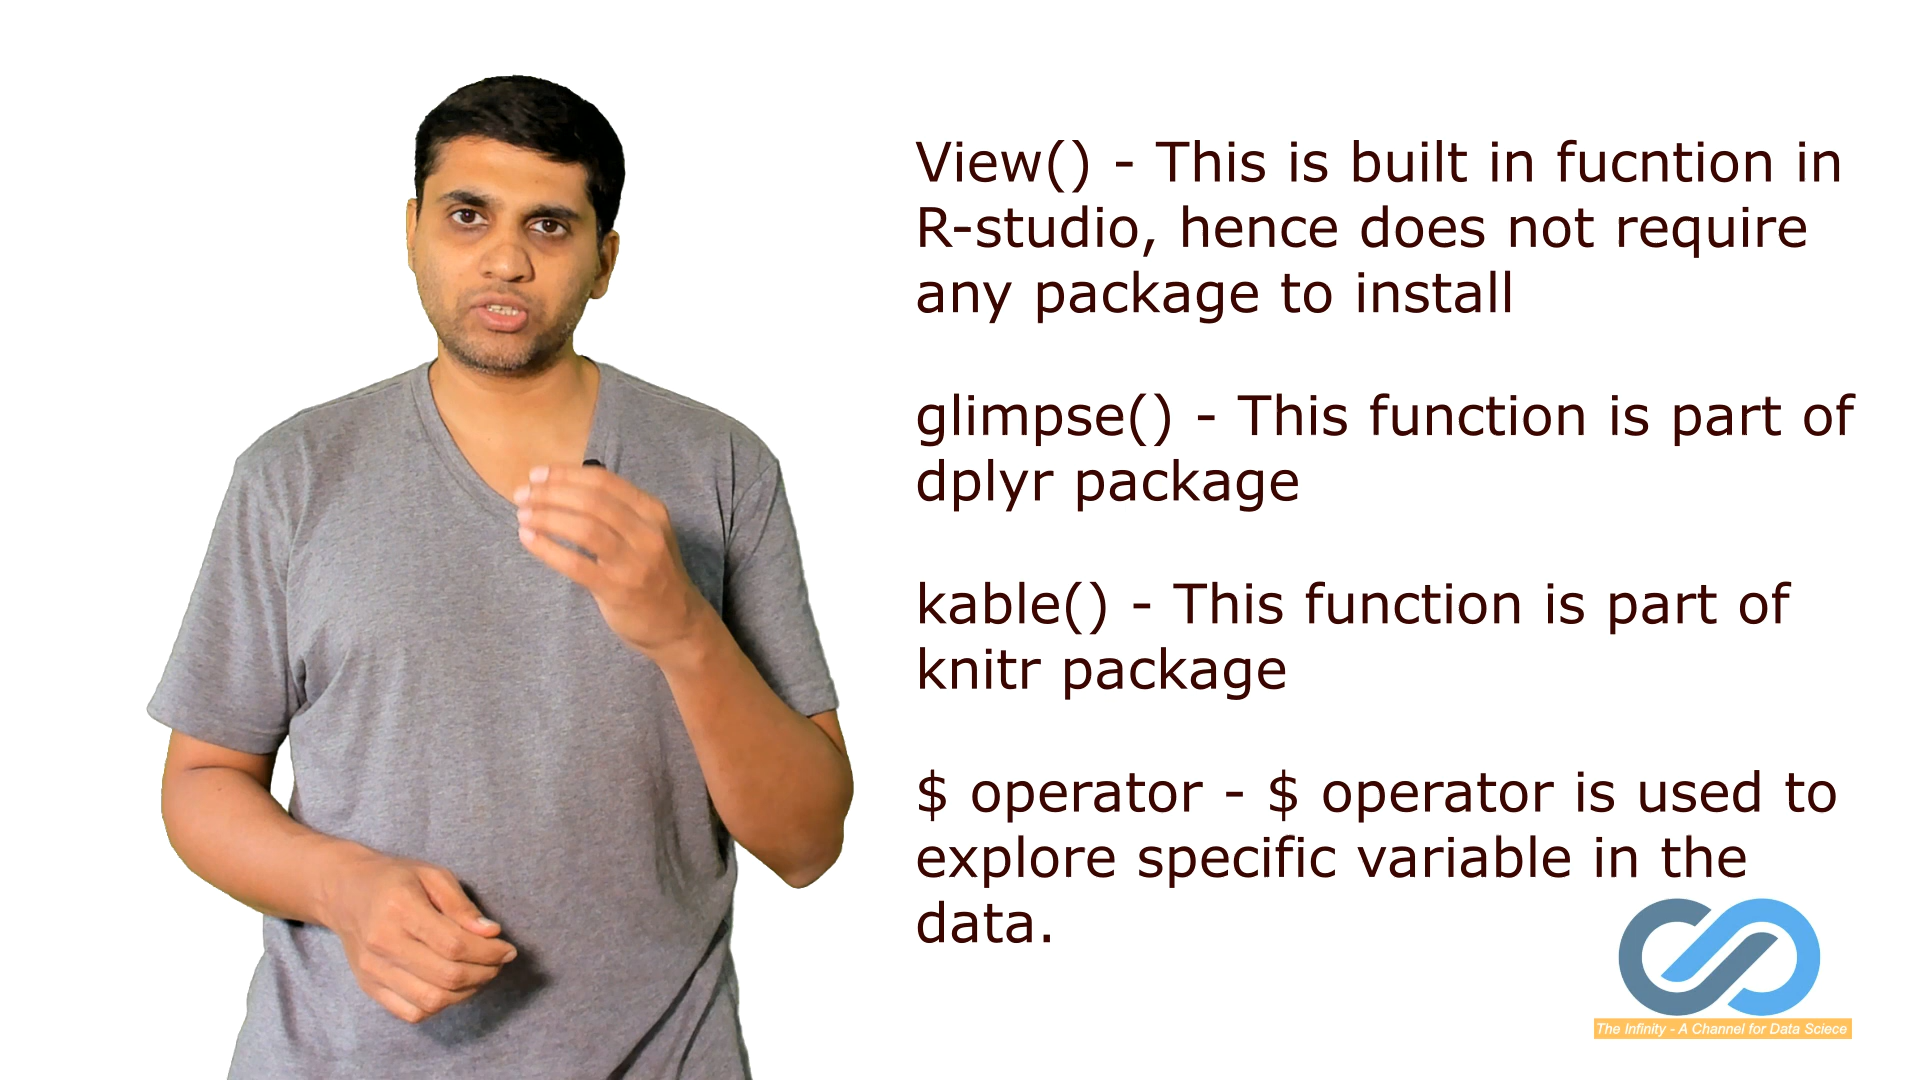 View() - This is built in fucntion in
R-studio, hence does not require
any package to install
glimpse() - This function is part of
dplyr package
kable() - This function is part of
knitr package
$ operator - $ operator is used to
explore specific variable in the
data.
The Infinity - A Channel for Data Sciece